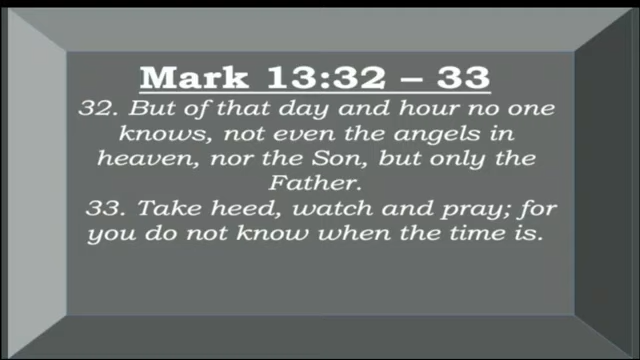 Mark 13:32 – 33
32. But of that day and hour no one
knows, not even the angels in
heaven, nor the Son, but only the
Father.
33. Take heed, watch and pray; for
you do not know when the time is.